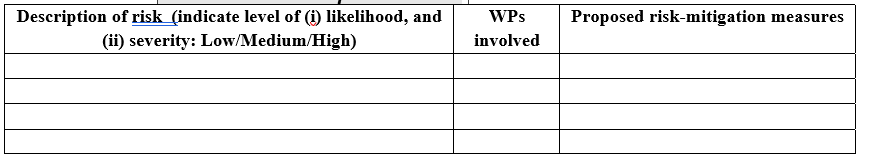 Description of risk (indicate level of (i) likelihood, and
(ii) severity: Low/Medium/High)
WPs
involved
Proposed risk-mitigation measures